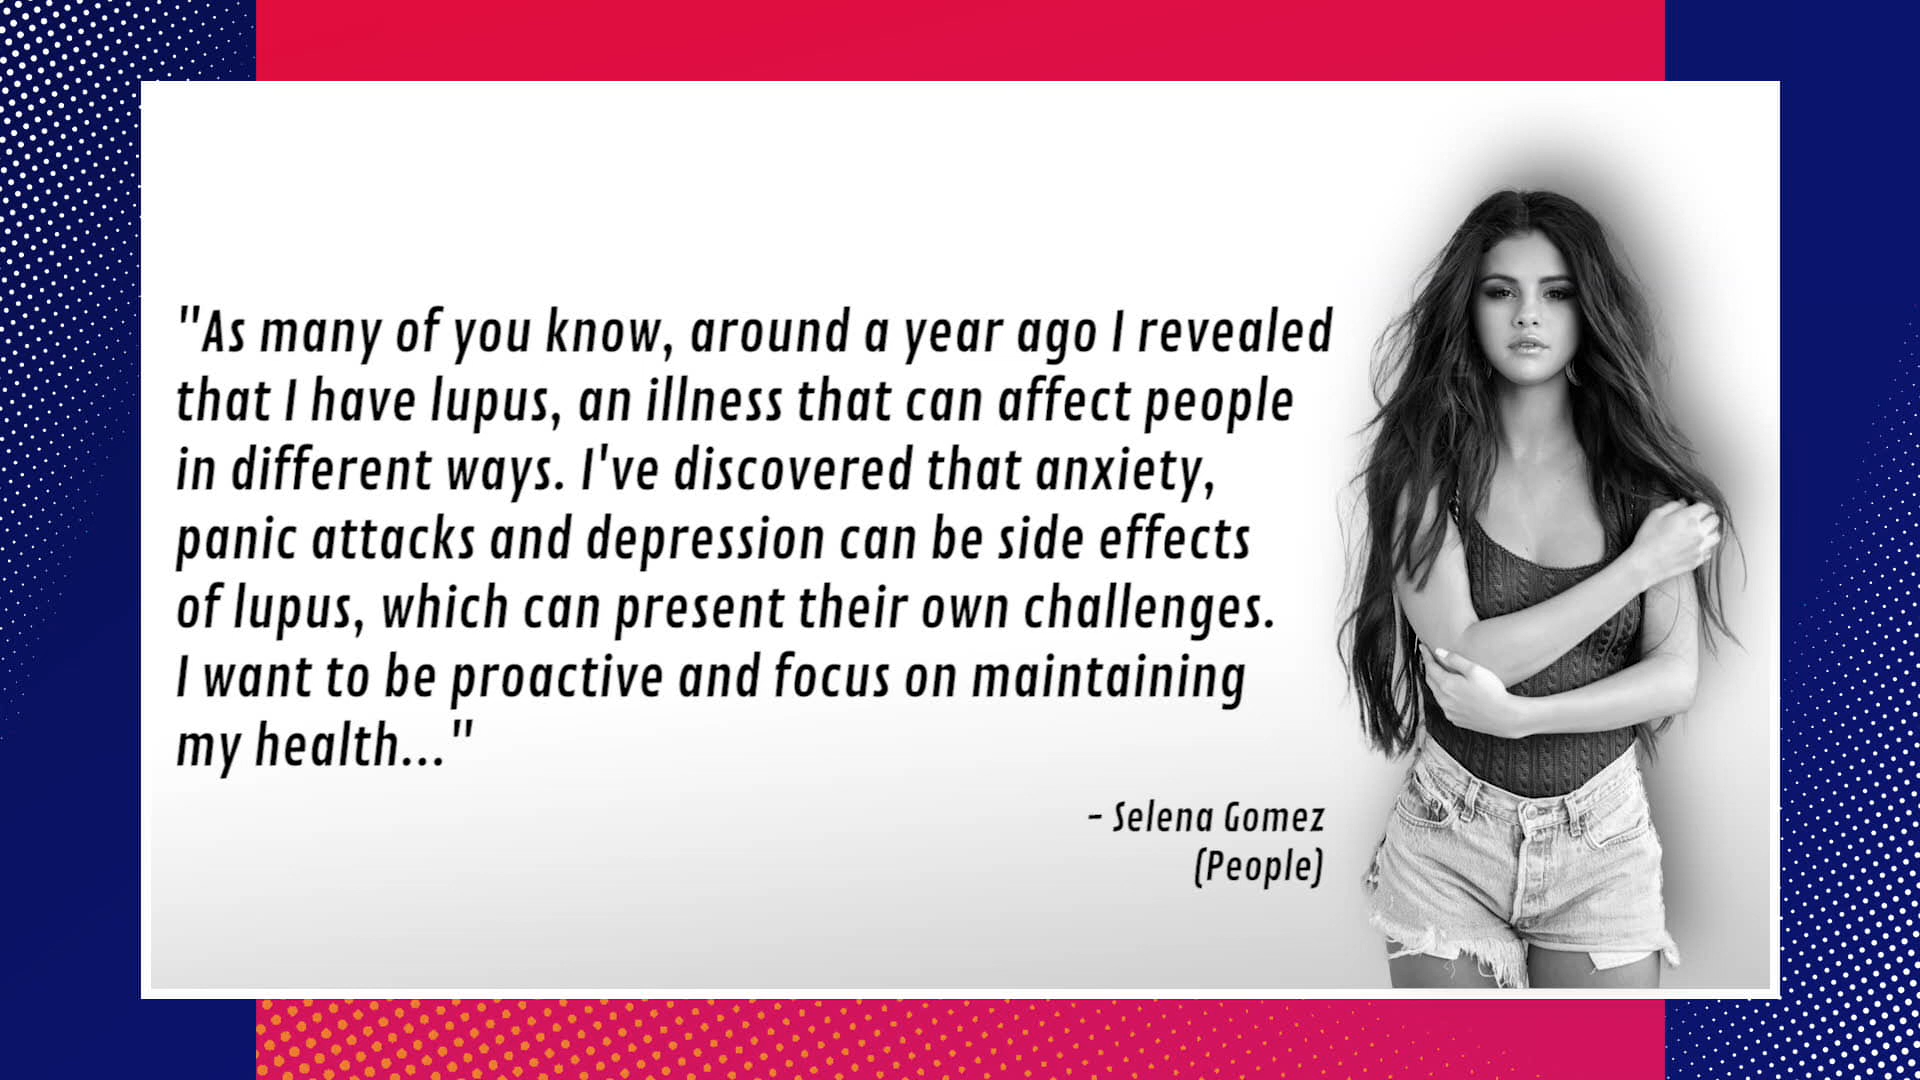 "As many of you know, around a year ago I revealed
that I have lupus, an illness that can affect people
in different ways. I've discovered that anxiety,
panic attacks and depression can be side effects
of lupus, which can present their own challenges.
I want to be proactive and focus on maintaining
my health..."
- Selena Gomez
(People)